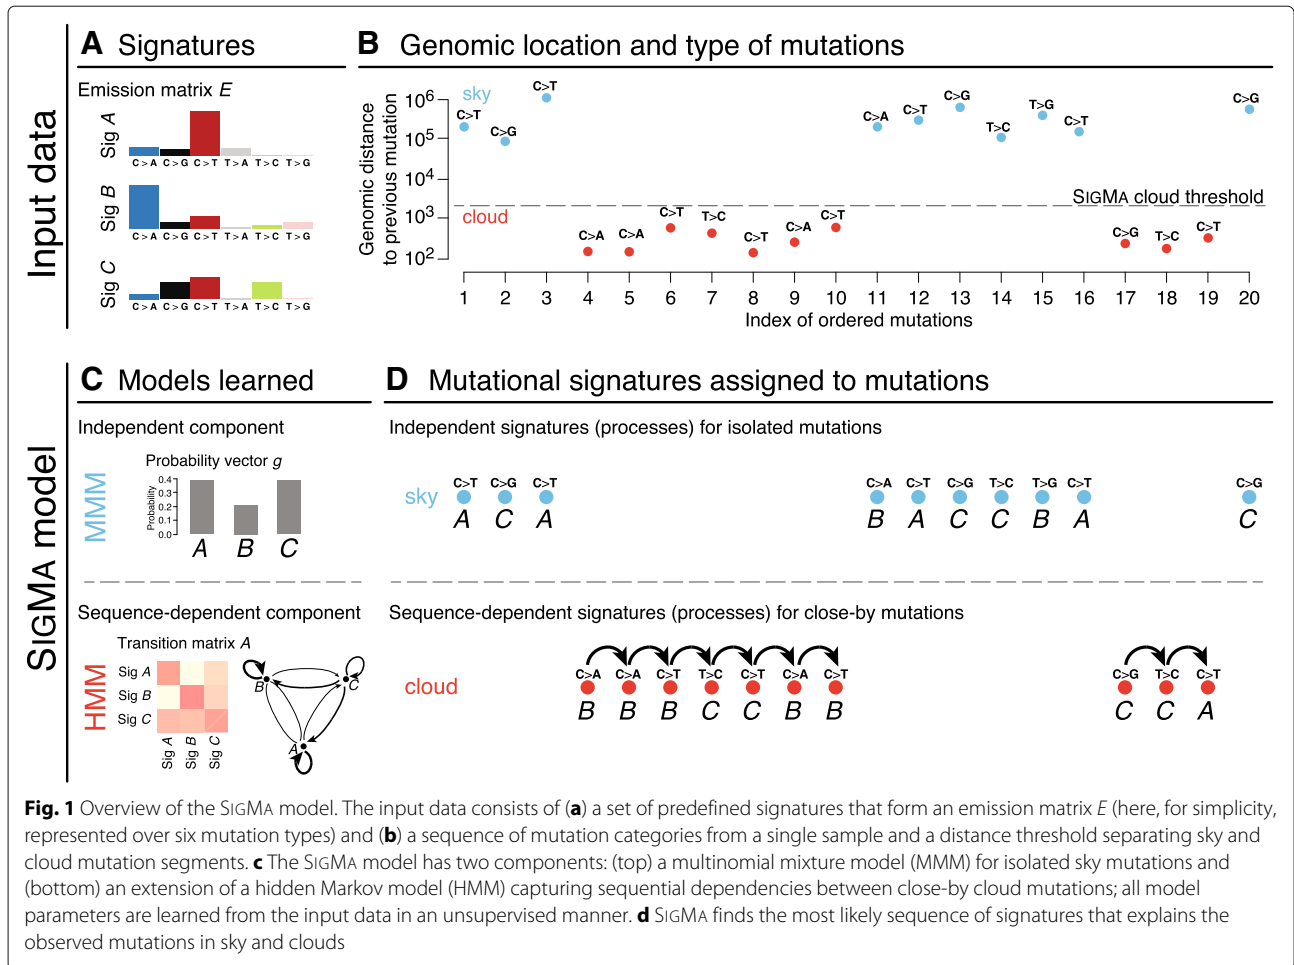 Input data
A Signatures
Emission matrix E
Sig A
C > A C > G C > T T > A T > C T > G
Sig B
C > A C > G C > T T > A T > C T > G
Sig C
C > A C > G C > T T > A T > C T > G
B Genomic location and type of mutations
Genomic distance
to previous mutation
10^6
10^5
10^4
10^3
10^2
sky
C>T C>G C>T C>A C>T C>G T>C T>G C>T C>G
SIGMA cloud threshold
cloud
C>A C>A C>T T>C C>T C>A C>T C>G T>C C>T
1 2 3 4 5 6 7 8 9 10 11 12 13 14 15 16 17 18 19 20
Index of ordered mutations
SIGMA model
C Models learned
Independent component
MMM
Probability vector g
Probability
0.4
0.3
0.2
0.1
0.0
A B C
Sequence-dependent component
HMM
Transition matrix A
Sig A
Sig B
Sig C
Sig A Sig B Sig C
B C
A
D Mutational signatures assigned to mutations
Independent signatures (processes) for isolated mutations
sky
C>T C>G C>T C>A C>T C>G T>C T>G C>T C>G
A C A B A C C B A C
Sequence-dependent signatures (processes) for close-by mutations
cloud
C>A C>A C>T T>C C>T C>A C>T C>G T>C C>T
B B B C C B B C C A
Fig. 1 Overview of the SIGMA model. The input data consists of (a) a set of predefined signatures that form an emission matrix E (here, for simplicity,
represented over six mutation types) and (b) a sequence of mutation categories from a single sample and a distance threshold separating sky and
cloud mutation segments. c The SIGMA model has two components: (top) a multinomial mixture model (MMM) for isolated sky mutations and
(bottom) an extension of a hidden Markov model (HMM) capturing sequential dependencies between close-by cloud mutations; all model
parameters are learned from the input data in an unsupervised manner. d SIGMA finds the most likely sequence of signatures that explains the
observed mutations in sky and clouds